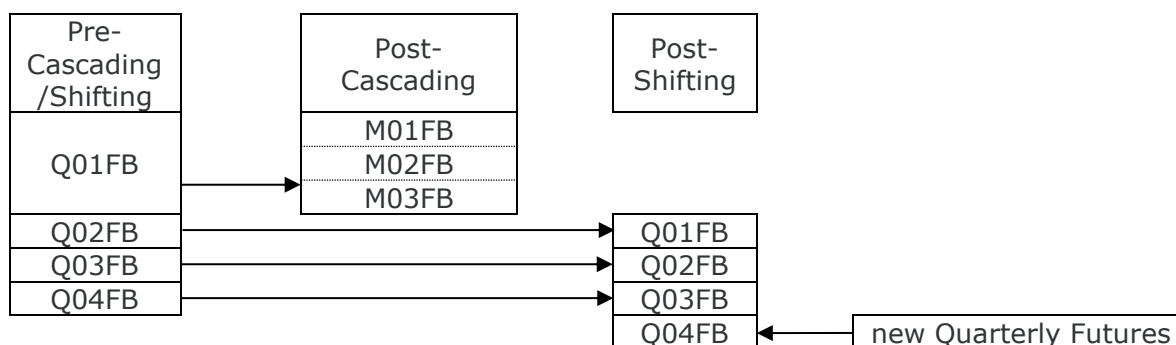 Pre-
Cascading
/Shifting
Post-
Cascading
Post-
Shifting
Q01FB
M01FB
M02FB
M03FB
Q02FB
Q01FB
Q03FB
Q02FB
Q04FB
Q03FB
Q04FB
new Quarterly Futures